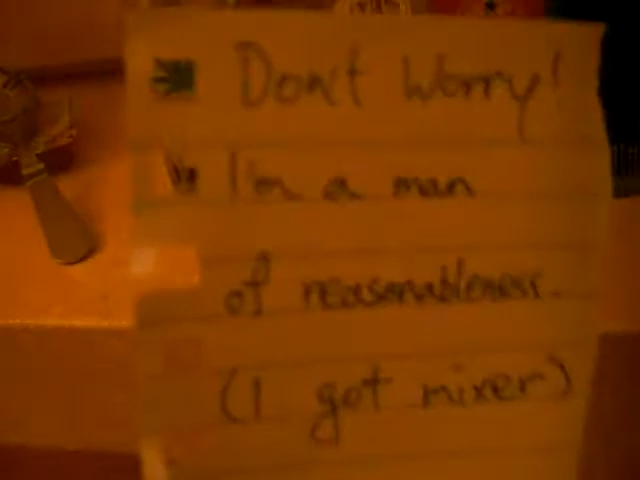 Don't Worry!
I'm a man
of reasonableness.
(I got mixer)